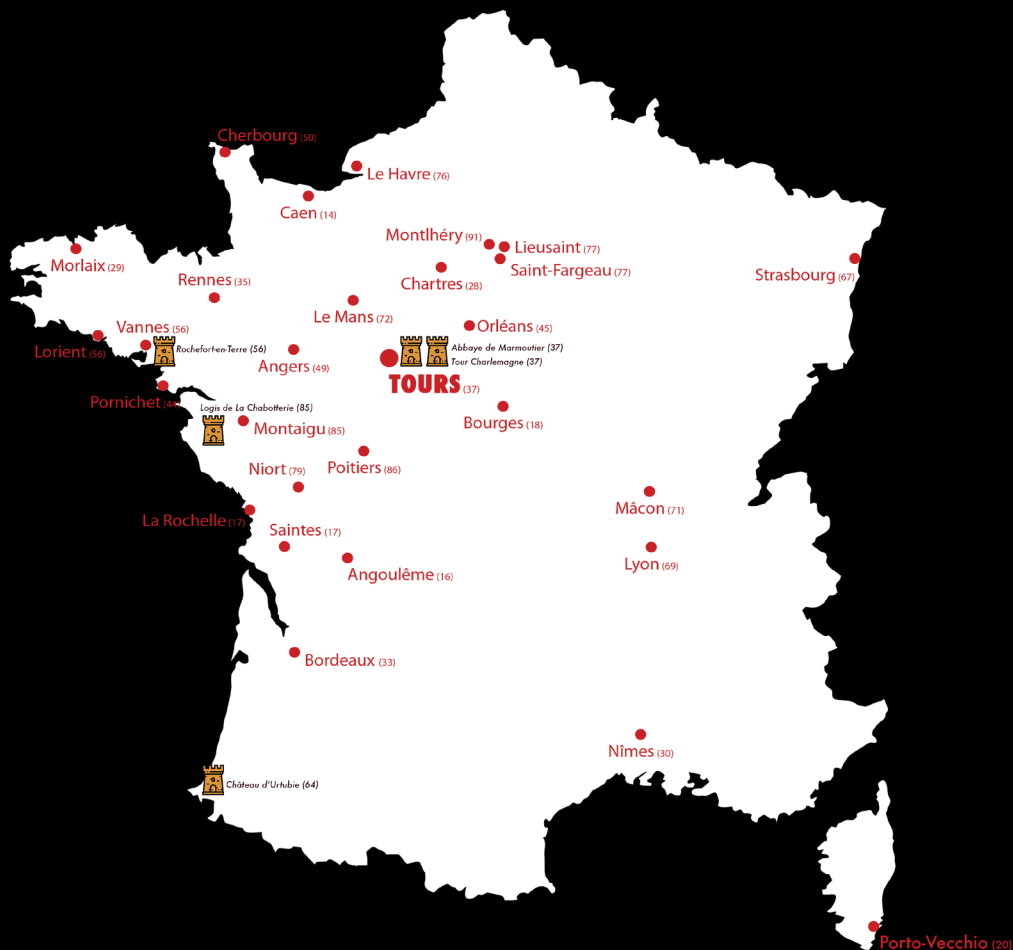 Cherbourg (50)
Le Havre (76)
Caen (14)
Montlhéry (91)
Lieusaint (77)
Morlaix (29)
Saint-Fargeau (77)
Strasbourg (67)
Rennes (35)
Chartres (28)
Le Mans (72)
Vannes (56)
Orléans (45)
Lorient (56)
Rochefort-en-Terre (56)
Abbaye de Marmoutier (37)
Tour Charlemagne (37)
Angers (49)
TOURS (37)
Pornichet (44)
Logis de La Chabotterie (85)
Montaigu (85)
Bourges (18)
Niort (79)
Poitiers (86)
La Rochelle (17)
Saintes (17)
Mâcon (71)
Lyon (69)
Angoulême (16)
Bordeaux (33)
Nîmes (30)
Château d'Urtubie (64)
Porto-Vecchio (20)